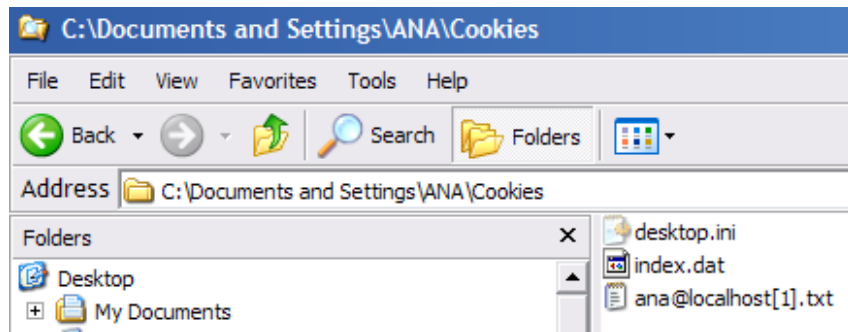 C:\Documents and Settings\ANA\Cookies
File Edit View Favorites Tools Help
Back Search Folders
Address C:\Documents and Settings\ANA\Cookies
Folders
Desktop
My Documents
desktop.ini
index.dat
ana@localhost[1].txt